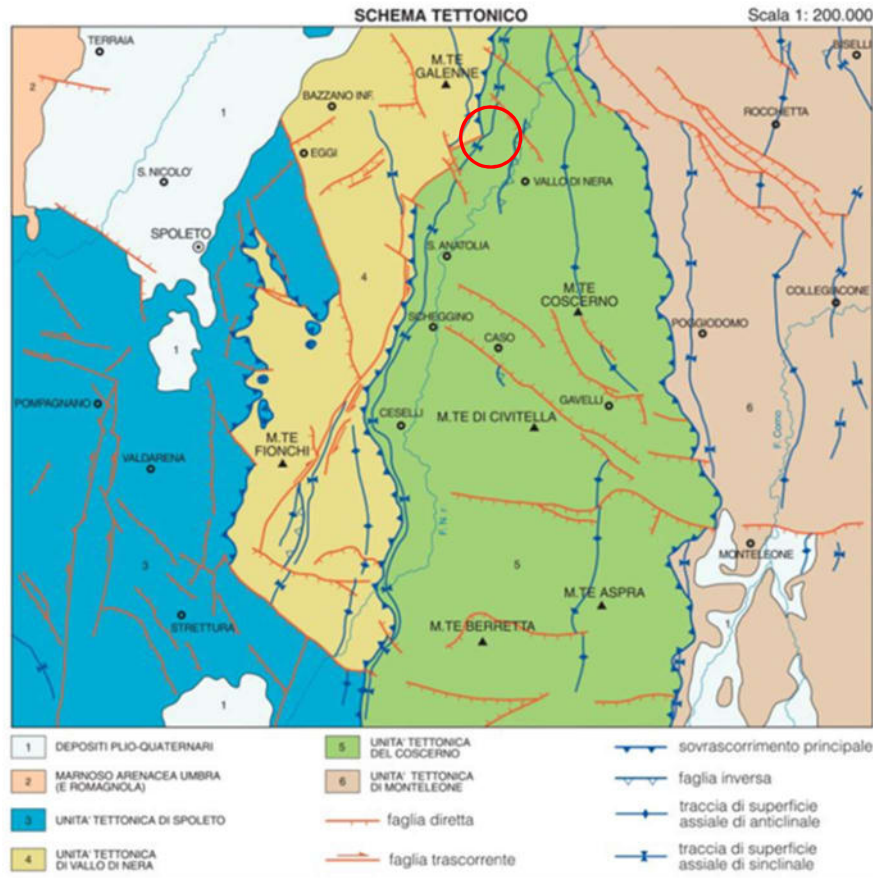 SCHEMA TETTONICO
Scala 1: 200.000
TERRAIA
2
1
M.TE
GALENNE
BISELLI
BAZZANO INF.
ROCCHETTA
EGGI
S. NICOLO'
VALLO DI NERA
SPOLETO
S. ANATOLIA
4
M.TE
COSCERNO
COLLEGIACONE
SCHEGGINO
POGGIODOMO
CASO
1
POMPAGNANO
GAVELLI
6
CESELLI
M.TE DI CIVITELLA
F. Corno
M.TE
FIONCHI
VALDARENA
MONTELEONE
3
5
M.TE ASPRA
STRETTURA
M.TE BERRETTA
1
1
1 DEPOSITI PLIO-QUATERNARI
2 MARNOSO ARENACEA UMBRA
(E ROMAGNOLA)
3 UNITA' TETTONICA DI SPOLETO
4 UNITA' TETTONICA
DI VALLO DI NERA
5 UNITA' TETTONICA
DEL COSCERNO
6 UNITA' TETTONICA
DI MONTELEONE
faglia diretta
faglia trascorrente
sovrascorrimento principale
faglia inversa
traccia di superficie
assiale di anticlinale
traccia di superficie
assiale di sinclinale